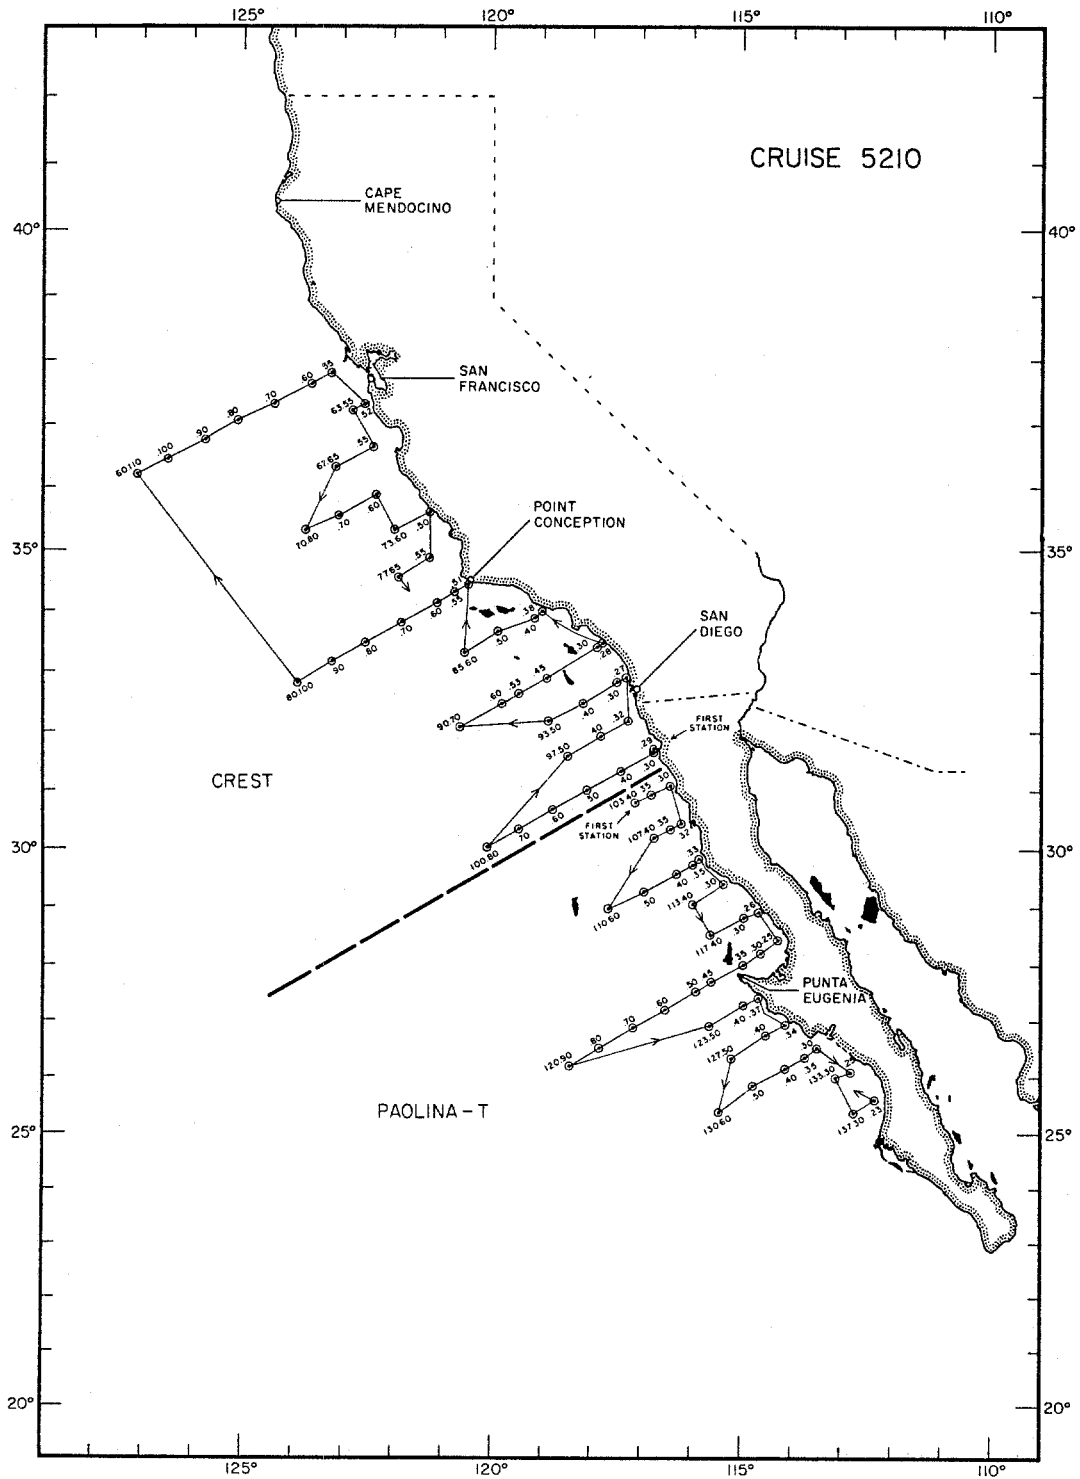 125° 120° 115° 110°
CRUISE 5210
CAPE
MENDOCINO
40° 40°
SAN
FRANCISCO
60.110 .100 .90 .80 .70 .60 .55
63.55
.52
67.65 .55
70.80 .70 .60
73.60 .50
77.65 .55
POINT
CONCEPTION
35° 35°
80.100 .90 .80 .70 .60 .55 .51
85.60 .50 .40 .38
SAN
DIEGO
90.70 .60 .53 .45 .30 .28
93.50 .40 .30 .27
97.50 .40 .32
FIRST
STATION
100.80 .70 .60 .50 .40 .30 .29
CREST
103.40 .35 .30
FIRST
STATION
107.40 .35 .32
30° 30°
110.60 .50 .40 .35 .33
113.40 .30
117.40 .30 .26
120.90 .80 .70 .60 .50 .45 .35 .30 .25
PUNTA
EUGENIA
123.50 .40 .37
127.50 .40 .34
130.60 .50 .40 .35 .30
133.30 .25
137.30 .23
PAOLINA-T
25° 25°
20° 20°
125° 120° 115° 110°